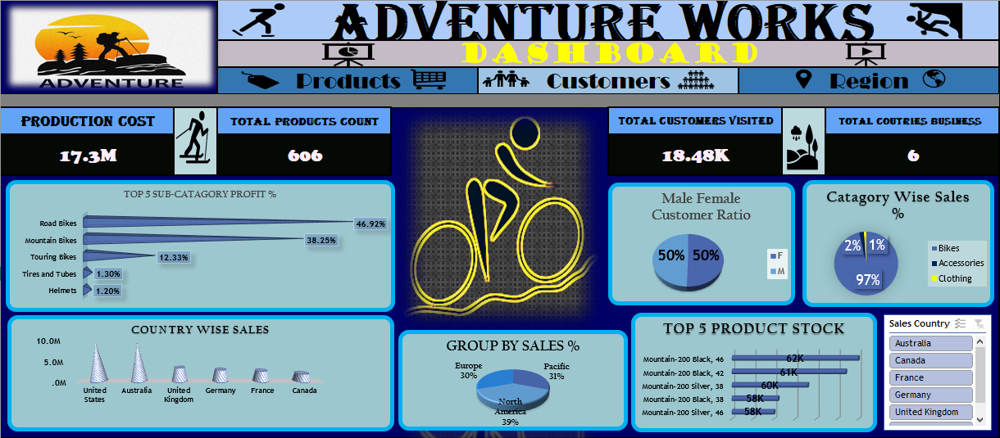 ADVENTURE
ADVENTURE WORKS
DASHBOARD
Products
Customers
Region
PRODUCTION COST
17.3M
TOTAL PRODUCTS COUNT
606
TOTAL CUSTOMERS VISITED
18.48K
TOTAL COUTRIES BUSINESS
6
TOP 5 SUB-CATAGORY PROFIT %
Road Bikes
46.92%
Mountain Bikes
38.25%
Touring Bikes
12.33%
Tires and Tubes
1.30%
Helmets
1.20%
Male Female
Customer Ratio
50%
50%
F
M
Catagory Wise Sales
%
2%
1%
97%
Bikes
Accessories
Clothing
COUNTRY WISE SALES
10.0M
5.0M
.0M
United
States
Australia
United
Kingdom
Germany
France
Canada
GROUP BY SALES %
Europe
30%
Pacific
31%
North
America
39%
TOP 5 PRODUCT STOCK
Mountain-200 Black, 46
62K
Mountain-200 Black, 42
61K
Mountain-200 Silver, 38
60K
Mountain-200 Black, 38
58K
Mountain-200 Silver, 46
58K
Sales Country
Australia
Canada
France
Germany
United Kingdom